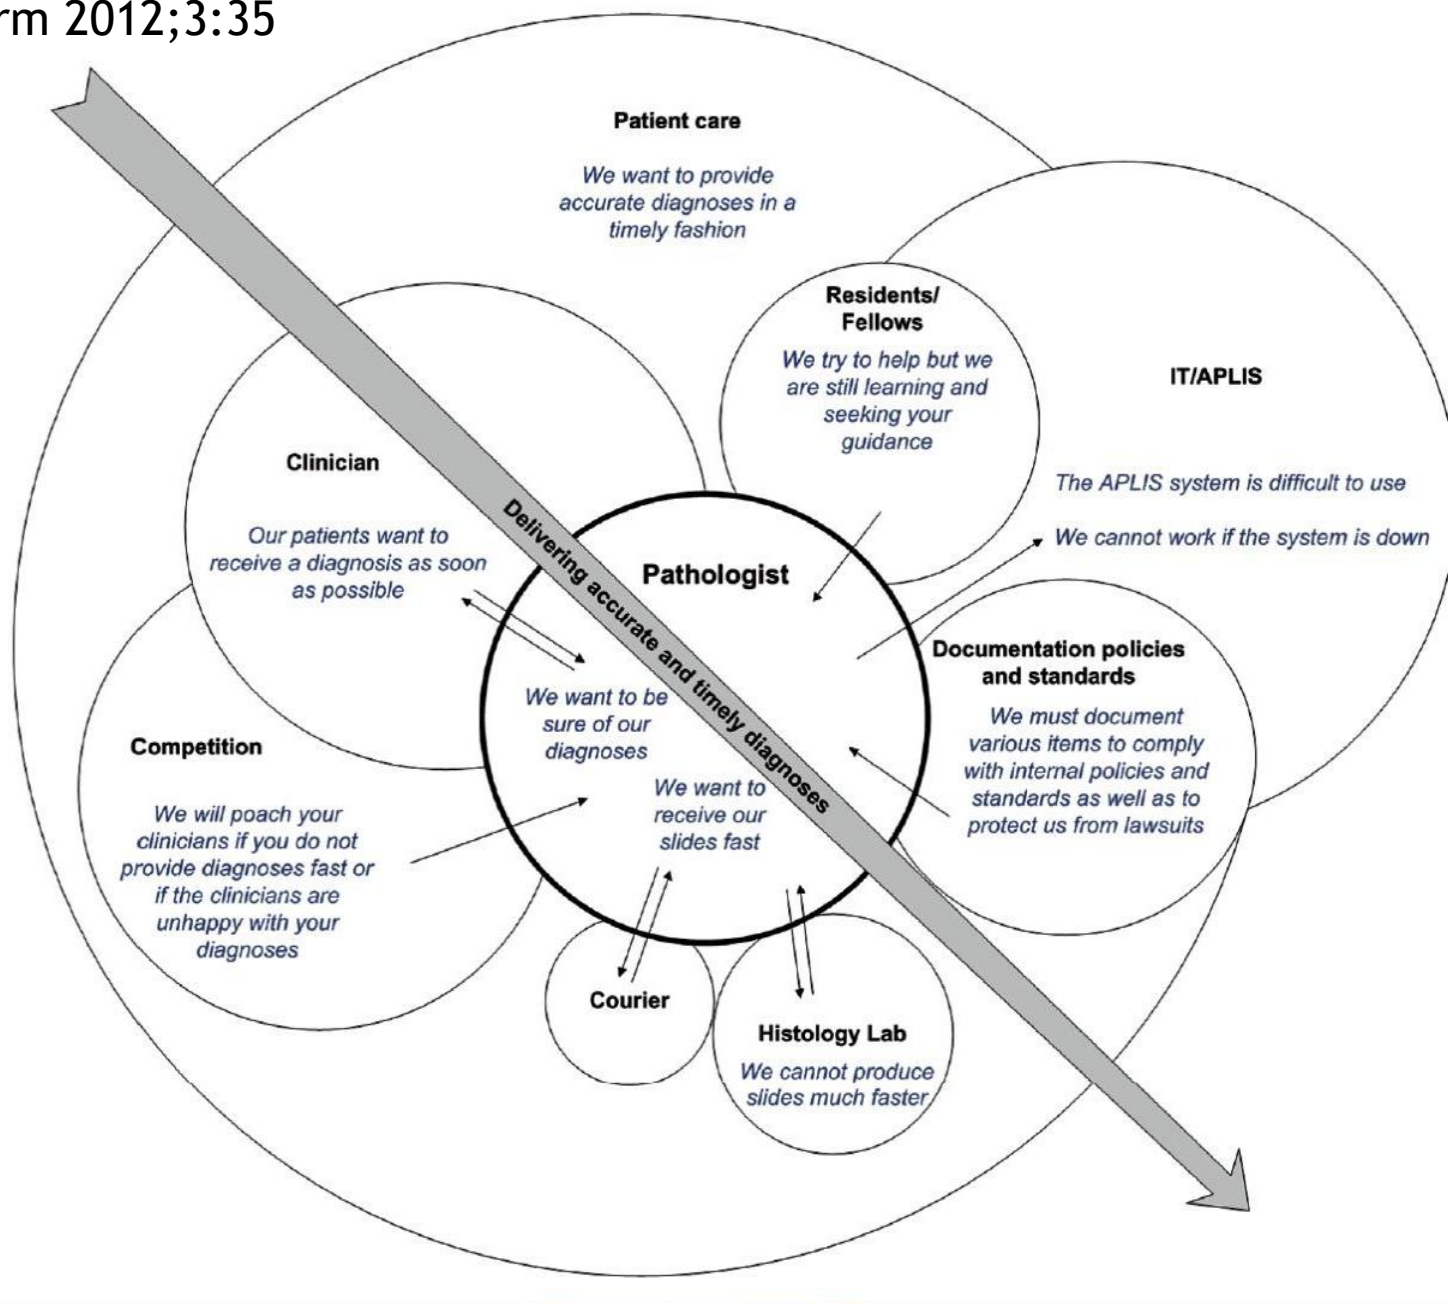 rm 2012;3:35
Patient care
We want to provide
accurate diagnoses in a
timely fashion
Residents/
Fellows
We try to help but we
are still learning and
seeking your
guidance
IT/APLIS
The APLIS system is difficult to use
We cannot work if the system is down
Clinician
Our patients want to
receive a diagnosis as soon
as possible
Delivering accurate and timely diagnoses
Pathologist
We want to be
sure of our
diagnoses
We want to
receive our
slides fast
Documentation policies
and standards
We must document
various items to comply
with internal policies and
standards as well as to
protect us from lawsuits
Competition
We will poach your
clinicians if you do not
provide diagnoses fast or
if the clinicians are
unhappy with your
diagnoses
Courier
Histology Lab
We cannot produce
slides much faster